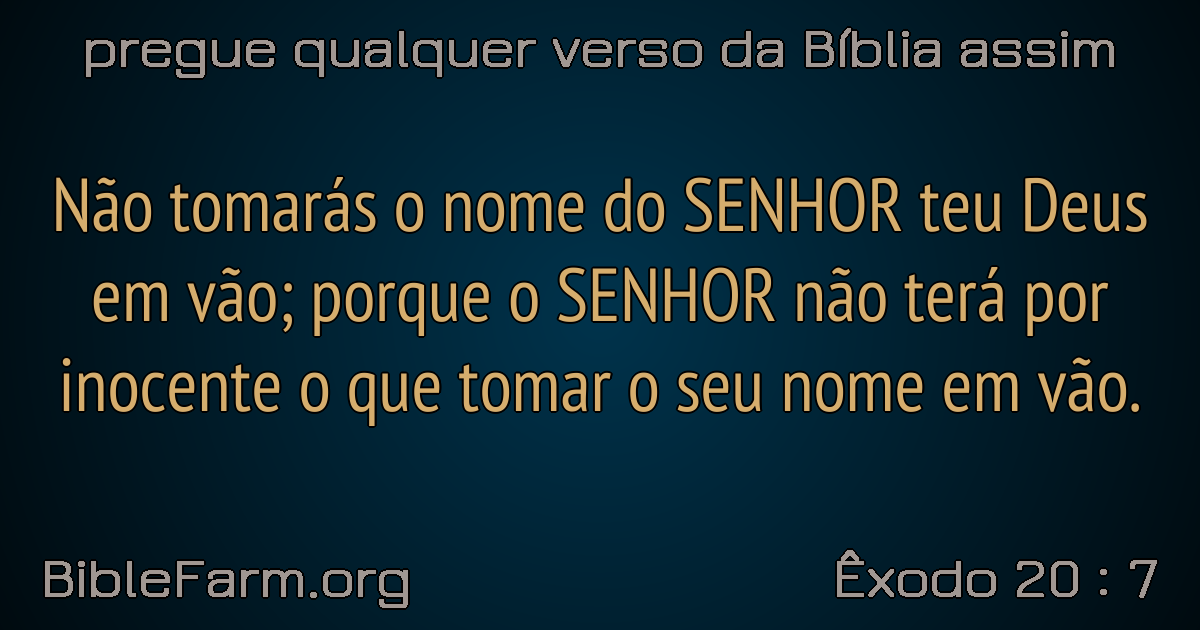 pregue qualquer verso da Bíblia assim
Não tomarás o nome do SENHOR teu Deus
em vão; porque o SENHOR não terá por
inocente o que tomar o seu nome em vão.
BibleFarm.org
Êxodo 20 : 7